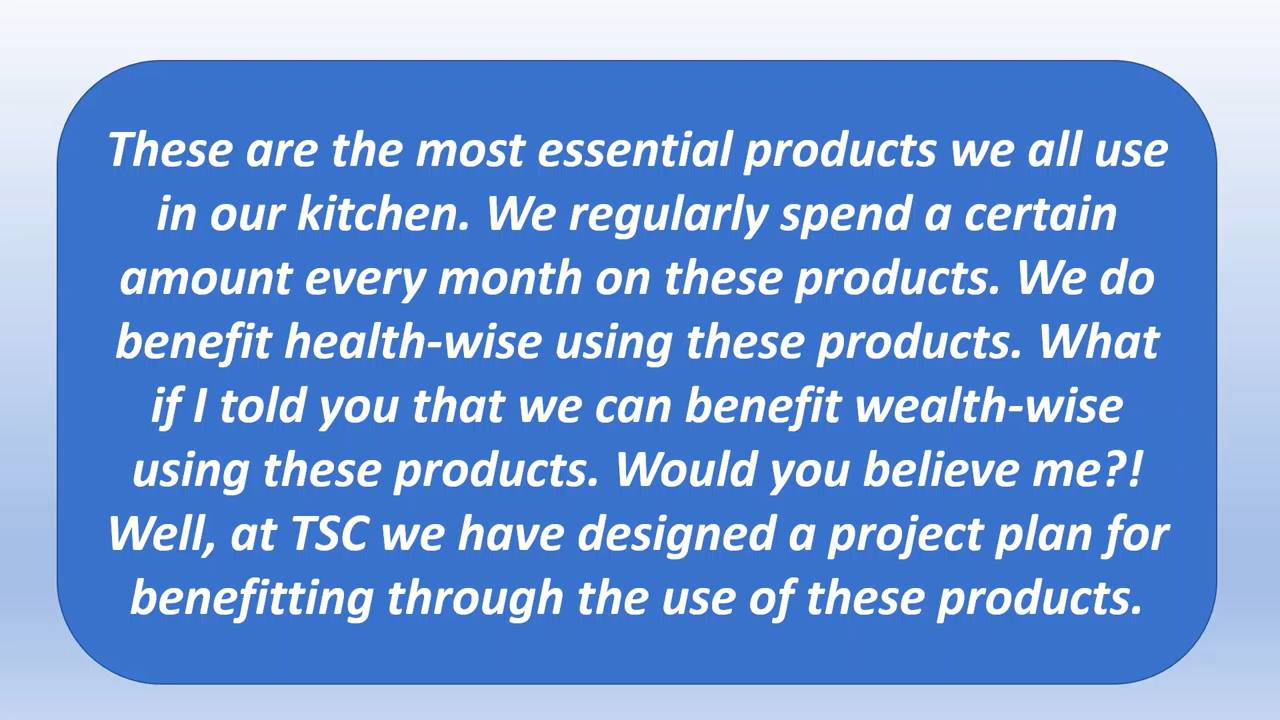 These are the most essential products we all use
in our kitchen. We regularly spend a certain
amount every month on these products. We do
benefit health-wise using these products. What
if I told you that we can benefit wealth-wise
using these products. Would you believe me?!
Well, at TSC we have designed a project plan for
benefitting through the use of these products.